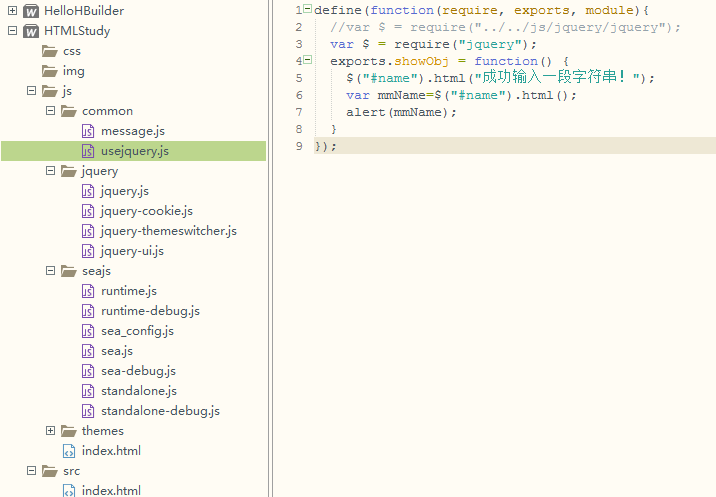 HelloHBuilder
HTMLStudy
css
img
js
common
message.js
usejquery.js
jquery
jquery.js
jquery-cookie.js
jquery-themeswitcher.js
jquery-ui.js
seajs
runtime.js
runtime-debug.js
sea_config.js
sea.js
sea-debug.js
standalone.js
standalone-debug.js
themes
index.html
src
index.html
1 define(function(require, exports, module){
2 //var $ = require("../../js/jquery/jquery");
3 var $ = require("jquery");
4 exports.showObj = function() {
5 $("#name").html("成功输入一段字符串！");
6 var mmName=$("#name").html();
7 alert(mmName);
8 }
9 });